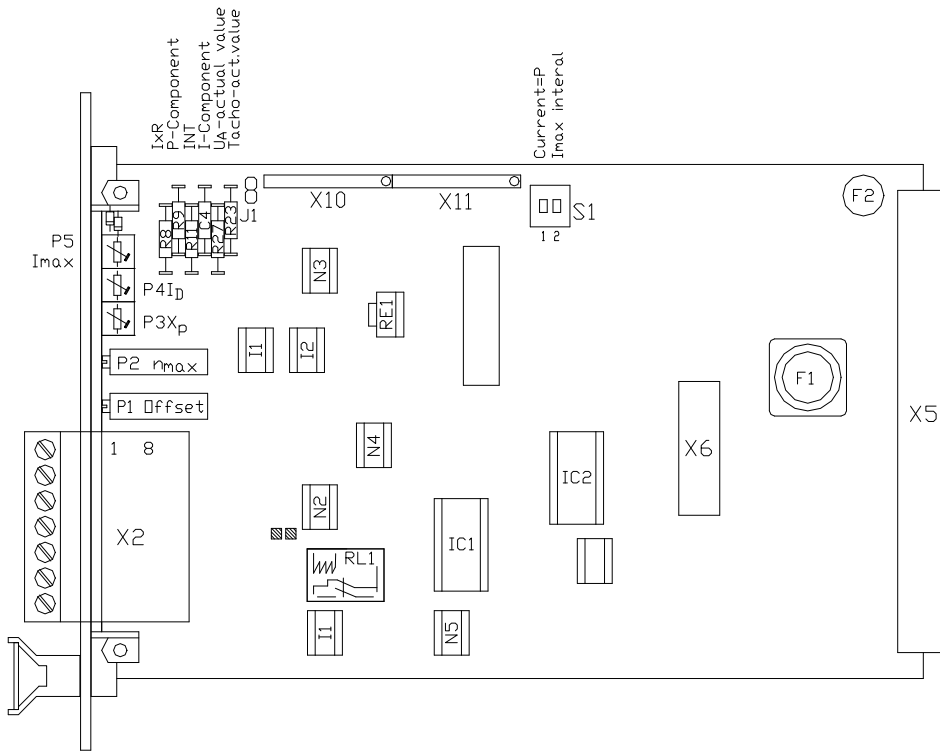 IxR
P-Component
INT
I-Component
UA-actual value
Tacho-act.value
Current=P
Imax interal
X10
X11
S1
1 2
F2
J1
R8
R9
R11
C4
R27
R23
P5
Imax
P4ID
P3Xp
P2 nmax
P1 Offset
N3
RE1
I1
I2
F1
X5
1 8
X2
N4
X6
IC2
N2
IC1
RL1
I1
N5